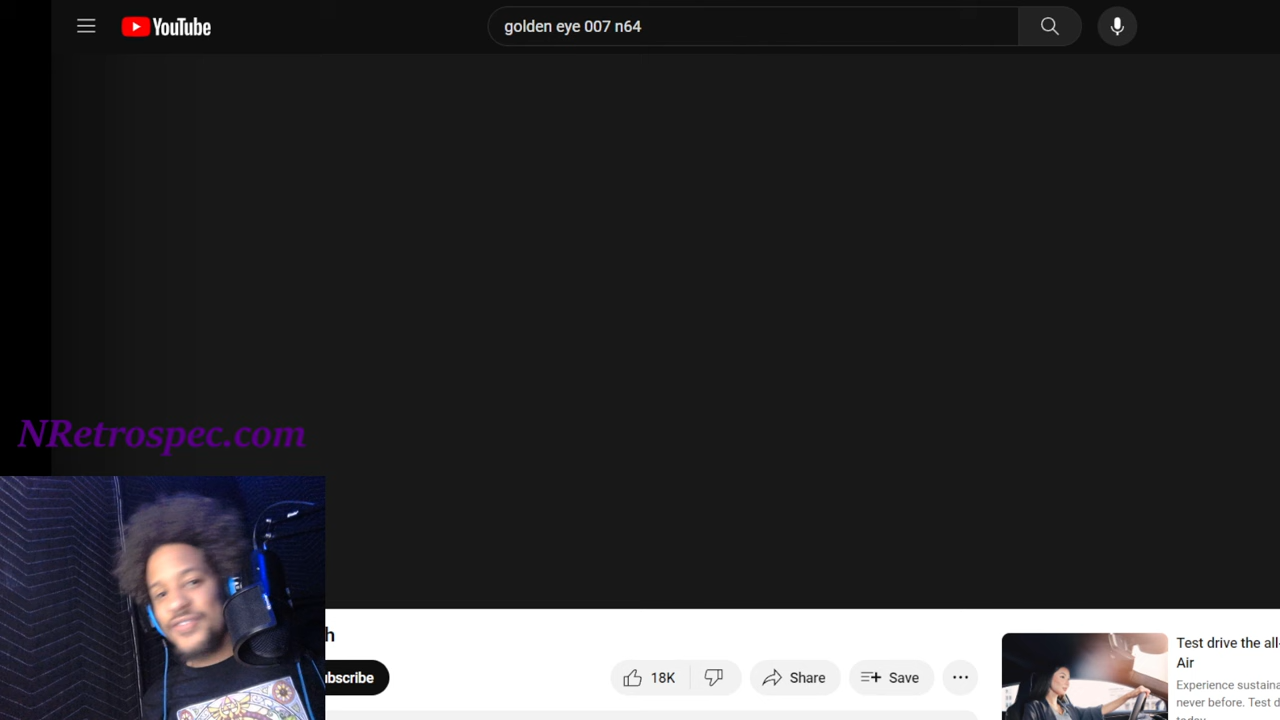 YouTube
golden eye 007 n64
NRetrospec.com
h
ubscribe
18K
Share
Save
Test drive the all-
Air
Experience sustaina
never before. Test d